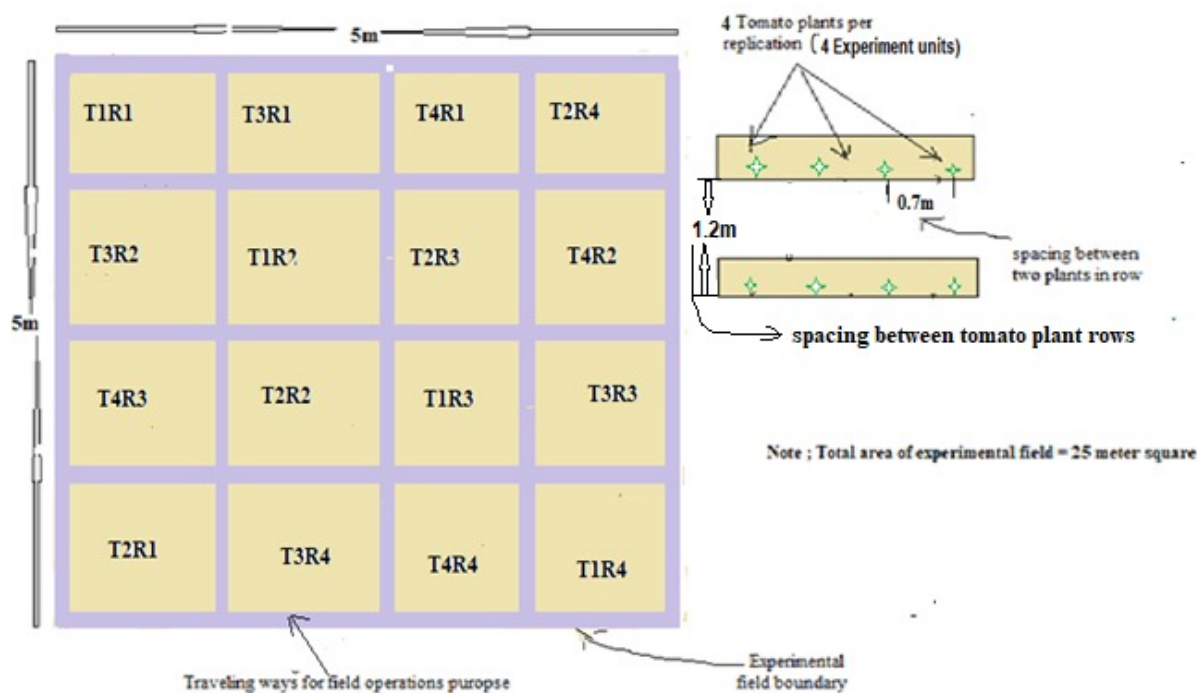 5m
T1R1
T3R1
T4R1
T2R4
T3R2
T1R2
T2R3
T4R2
5m
T4R3
T2R2
T1R3
T3R3
T2R1
T3R4
T4R4
T1R4
Traveling ways for field operations puropse
Experimental
field boundary
4 Tomato plants per
replication ( 4 Experiment units)
0.7m
1.2m
spacing between
two plants in row
spacing between tomato plant rows
Note ; Total area of experimental field = 25 meter square